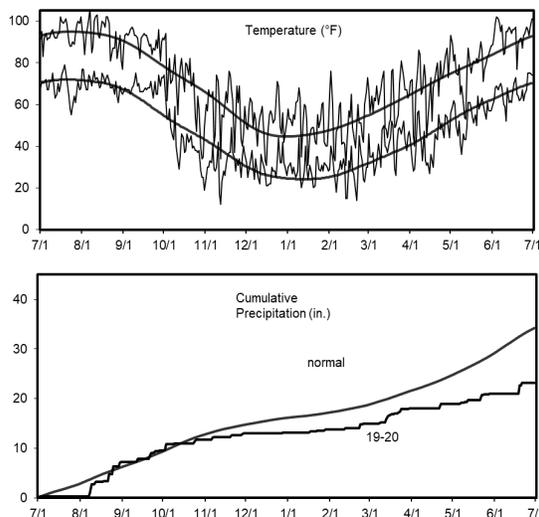 Temperature (°F)
100
80
60
40
20
0
7/1 8/1 9/1 10/1 11/1 12/1 1/1 2/1 3/1 4/1 5/1 6/1 7/1
Cumulative
Precipitation (in.)
normal
19-20
40
30
20
10
0
7/1 8/1 9/1 10/1 11/1 12/1 1/1 2/1 3/1 4/1 5/1 6/1 7/